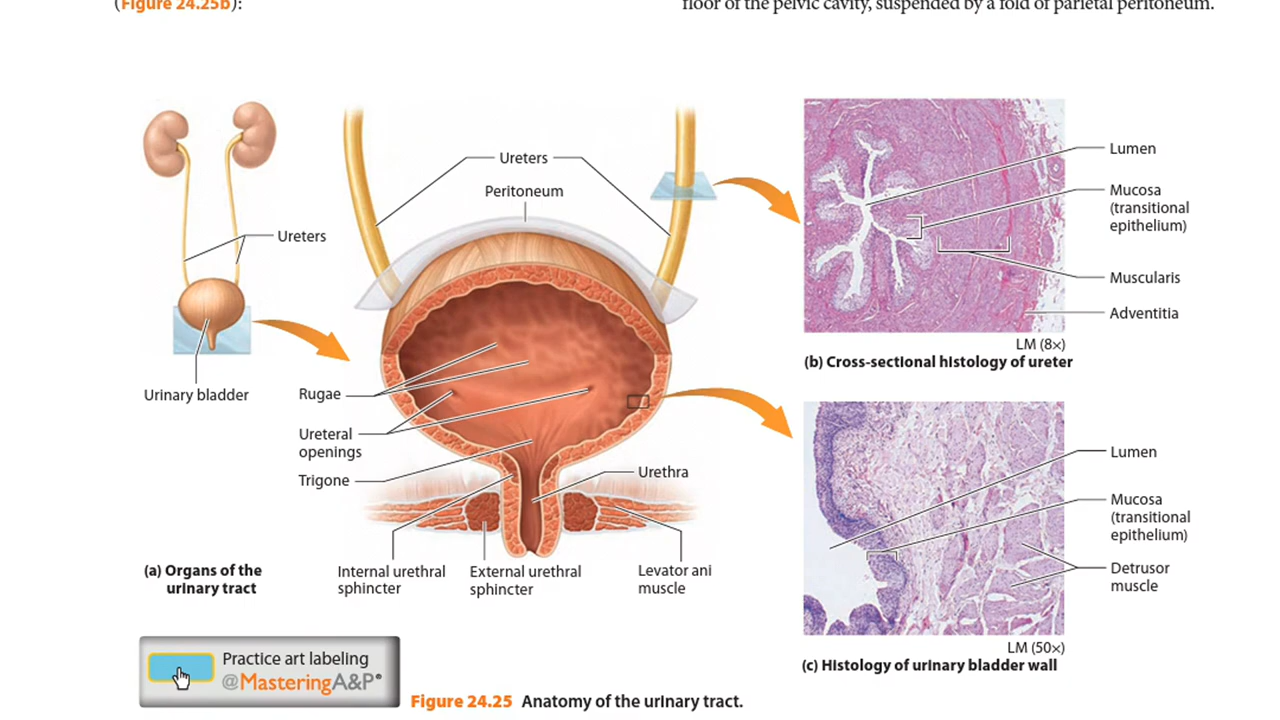 (Figure 24.25b):
floor of the pelvic cavity, suspended by a fold of parietal peritoneum.
Ureters
Urinary bladder
(a) Organs of the
urinary tract
Ureters
Peritoneum
Rugae
Ureteral
openings
Trigone
Urethra
Internal urethral
sphincter
External urethral
sphincter
Levator ani
muscle
Lumen
Mucosa
(transitional
epithelium)
Muscularis
Adventitia
LM (8×)
(b) Cross-sectional histology of ureter
Lumen
Mucosa
(transitional
epithelium)
Detrusor
muscle
LM (50×)
(c) Histology of urinary bladder wall
Practice art labeling
@MasteringA&P®
Figure 24.25 Anatomy of the urinary tract.